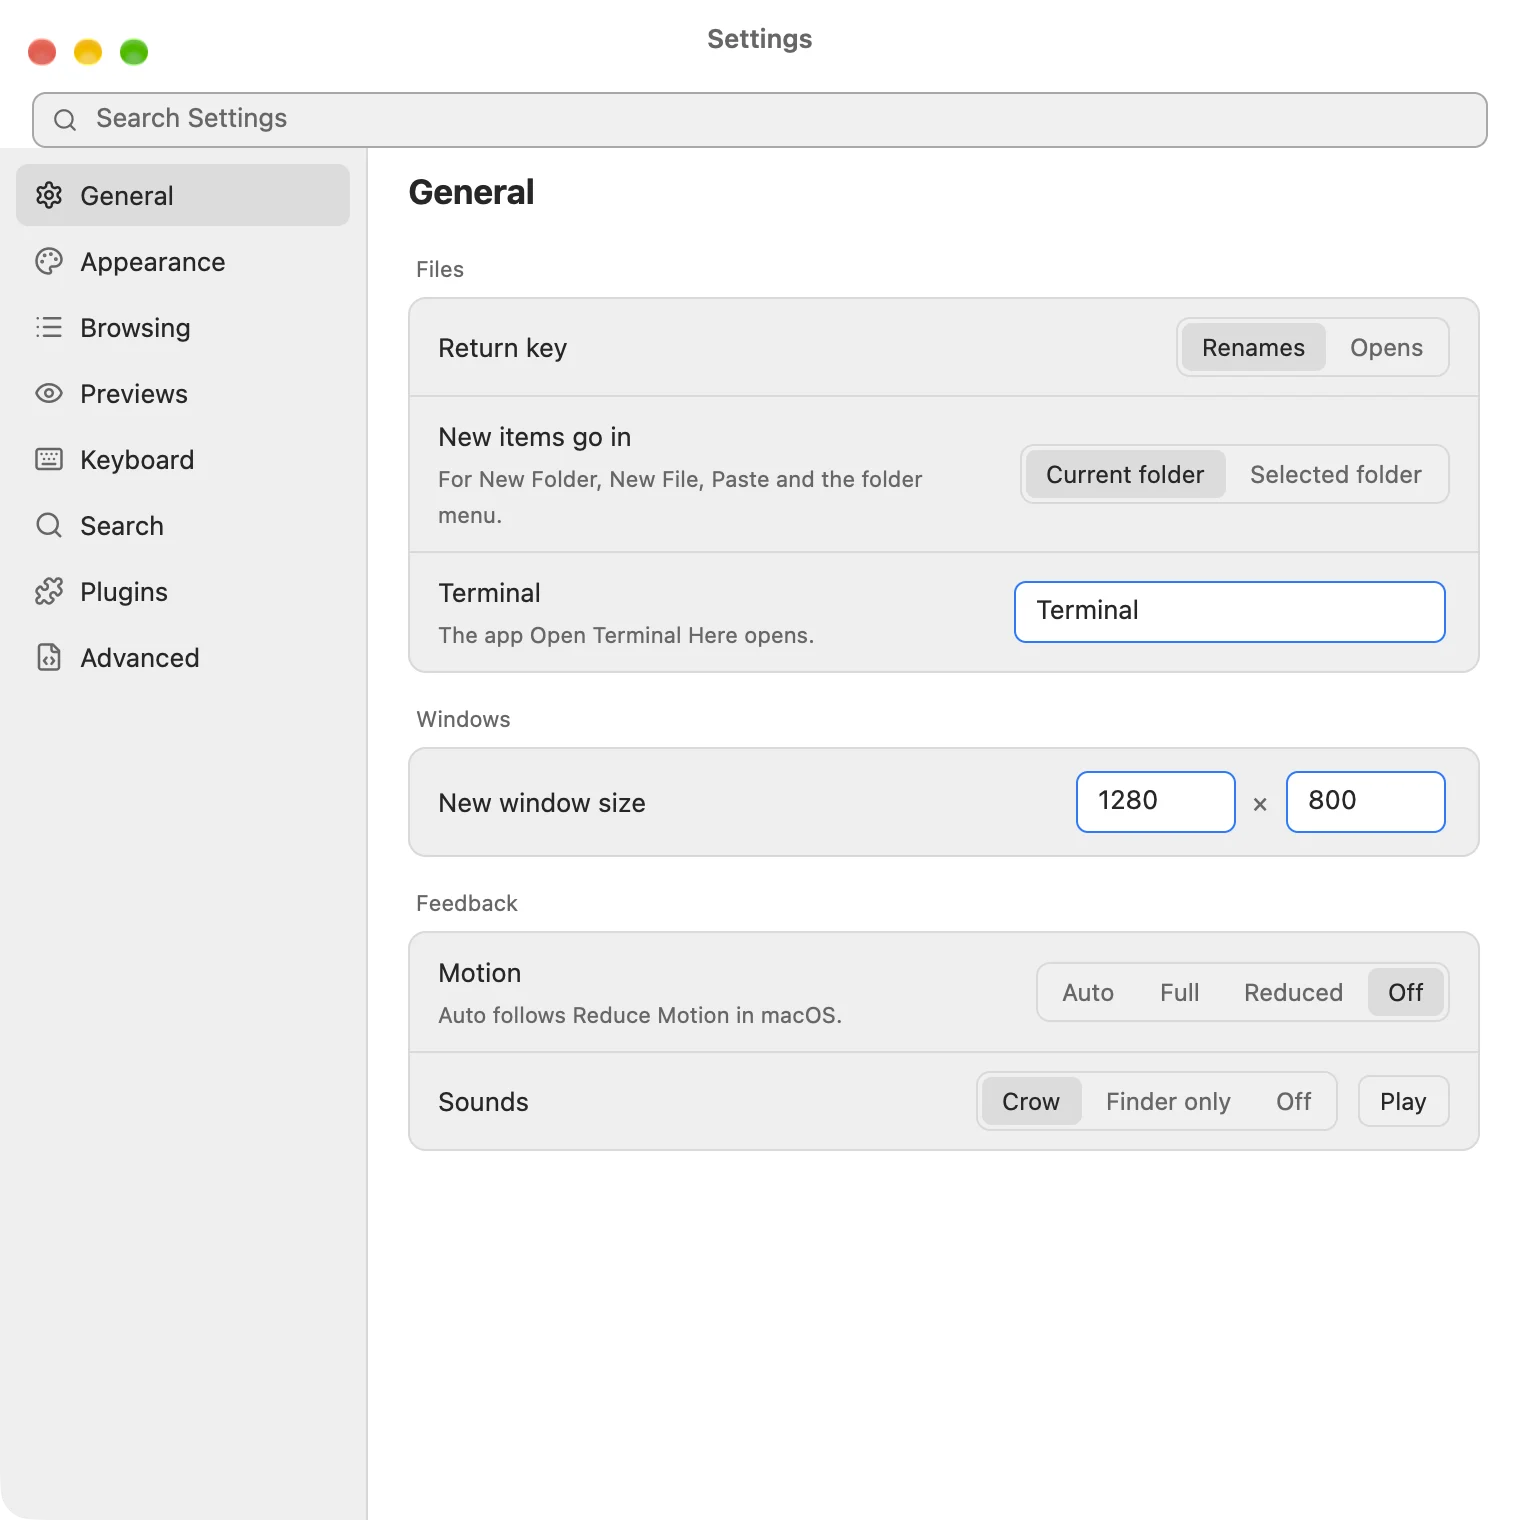 Settings
Search Settings
General
Appearance
Browsing
Previews
Keyboard
Search
Plugins
Advanced
General
Files
Return key
Renames
Opens
New items go in
For New Folder, New File, Paste and the folder
menu.
Current folder
Selected folder
Terminal
The app Open Terminal Here opens.
Terminal
Windows
New window size
1280
×
800
Feedback
Motion
Auto follows Reduce Motion in macOS.
Auto
Full
Reduced
Off
Sounds
Crow
Finder only
Off
Play